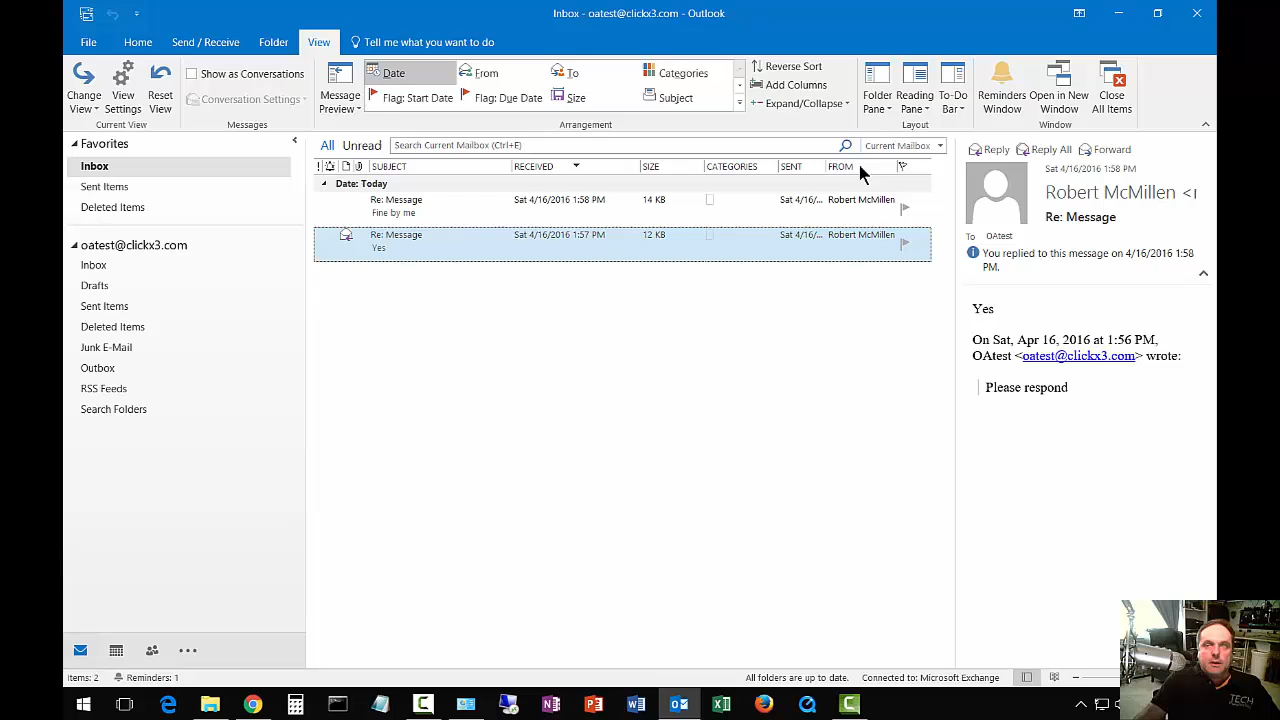 Inbox - oatest@clickx3.com - Outlook
File Home Send / Receive Folder View Tell me what you want to do
Change View
View Settings
Reset View
Show as Conversations
Conversation Settings
Message Preview
Date From To Categories
Flag: Start Date Flag: Due Date Size Subject
Reverse Sort
Add Columns
Expand/Collapse
Folder Pane
Reading Pane
To-Do Bar
Reminders Window
Open in New Window
Close All Items
Current View Messages Arrangement Layout Window
Favorites
Inbox
Sent Items
Deleted Items
oatest@clickx3.com
Inbox
Drafts
Sent Items
Deleted Items
Junk E-Mail
Outbox
RSS Feeds
Search Folders
All Unread Search Current Mailbox (Ctrl+E) Current Mailbox
SUBJECT RECEIVED SIZE CATEGORIES SENT FROM
Date: Today
Re: Message Sat 4/16/2016 1:58 PM 14 KB Sat 4/16/... Robert McMillen
Fine by me
Re: Message Sat 4/16/2016 1:57 PM 12 KB Sat 4/16/... Robert McMillen
Yes
Reply Reply All Forward
Sat 4/16/2016 1:58 PM
Robert McMillen <r
Re: Message
To OAtest
You replied to this message on 4/16/2016 1:58
PM.
Yes
On Sat, Apr 16, 2016 at 1:56 PM,
OAtest <oatest@clickx3.com> wrote:
Please respond
Items: 2 Reminders: 1 All folders are up to date. Connected to: Microsoft Exchange
TECH